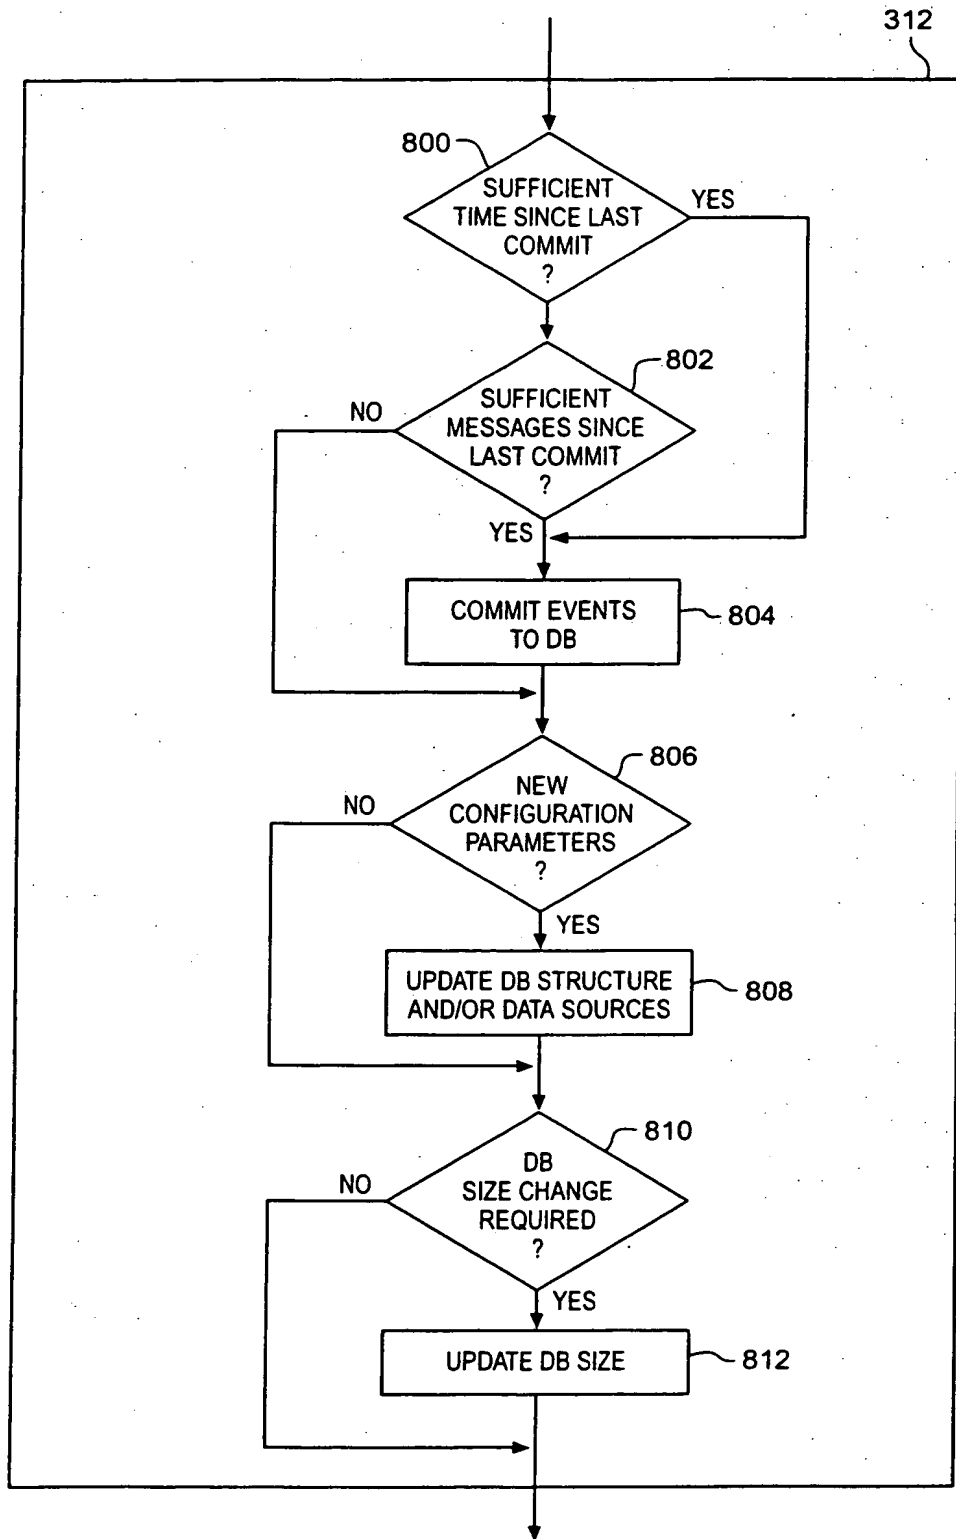 312
800
SUFFICIENT
TIME SINCE LAST
COMMIT
?
YES
802
SUFFICIENT
MESSAGES SINCE
LAST COMMIT
?
NO
YES
COMMIT EVENTS
TO DB
804
806
NEW
CONFIGURATION
PARAMETERS
?
NO
YES
UPDATE DB STRUCTURE
AND/OR DATA SOURCES
808
810
DB
SIZE CHANGE
REQUIRED
?
NO
YES
UPDATE DB SIZE
812